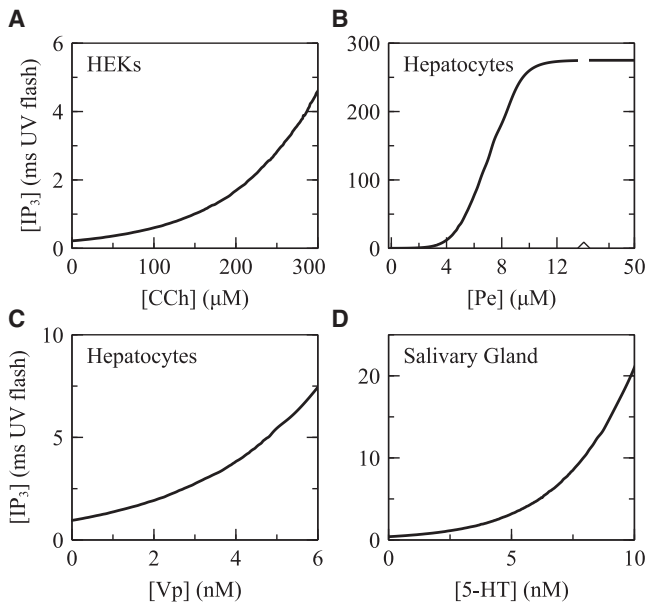 A
HEKs
[IP₃] (ms UV flash)
6
4
2
0
0 100 200 300
[CCh] (μM)
B
Hepatocytes
300
200
100
0
0 4 8 12 50
[Pe] (μM)
C
Hepatocytes
[IP₃] (ms UV flash)
10
5
0
0 2 4 6
[Vp] (nM)
D
Salivary Gland
20
10
0
0 5 10
[5-HT] (nM)